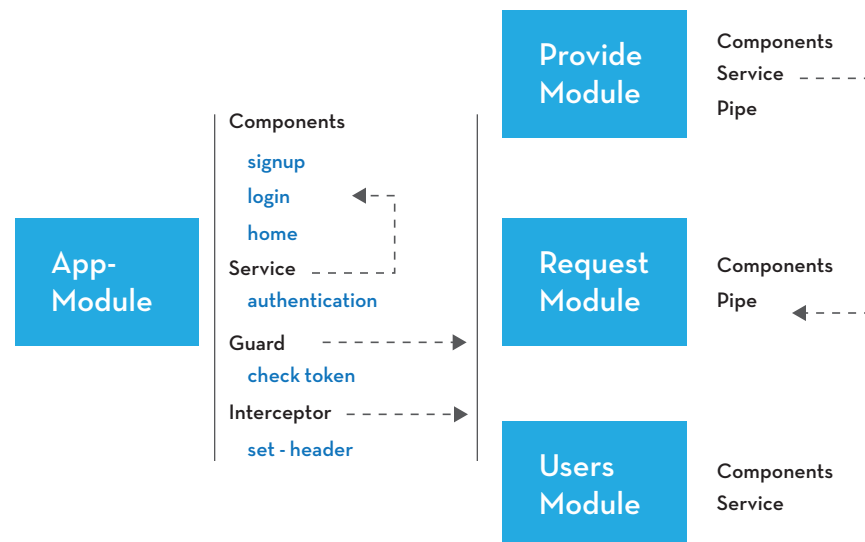 App-
Module
Components
signup
login
home
Service
authentication
Guard
check token
Interceptor
set - header
Provide
Module
Components
Service
Pipe
Request
Module
Components
Pipe
Users
Module
Components
Service